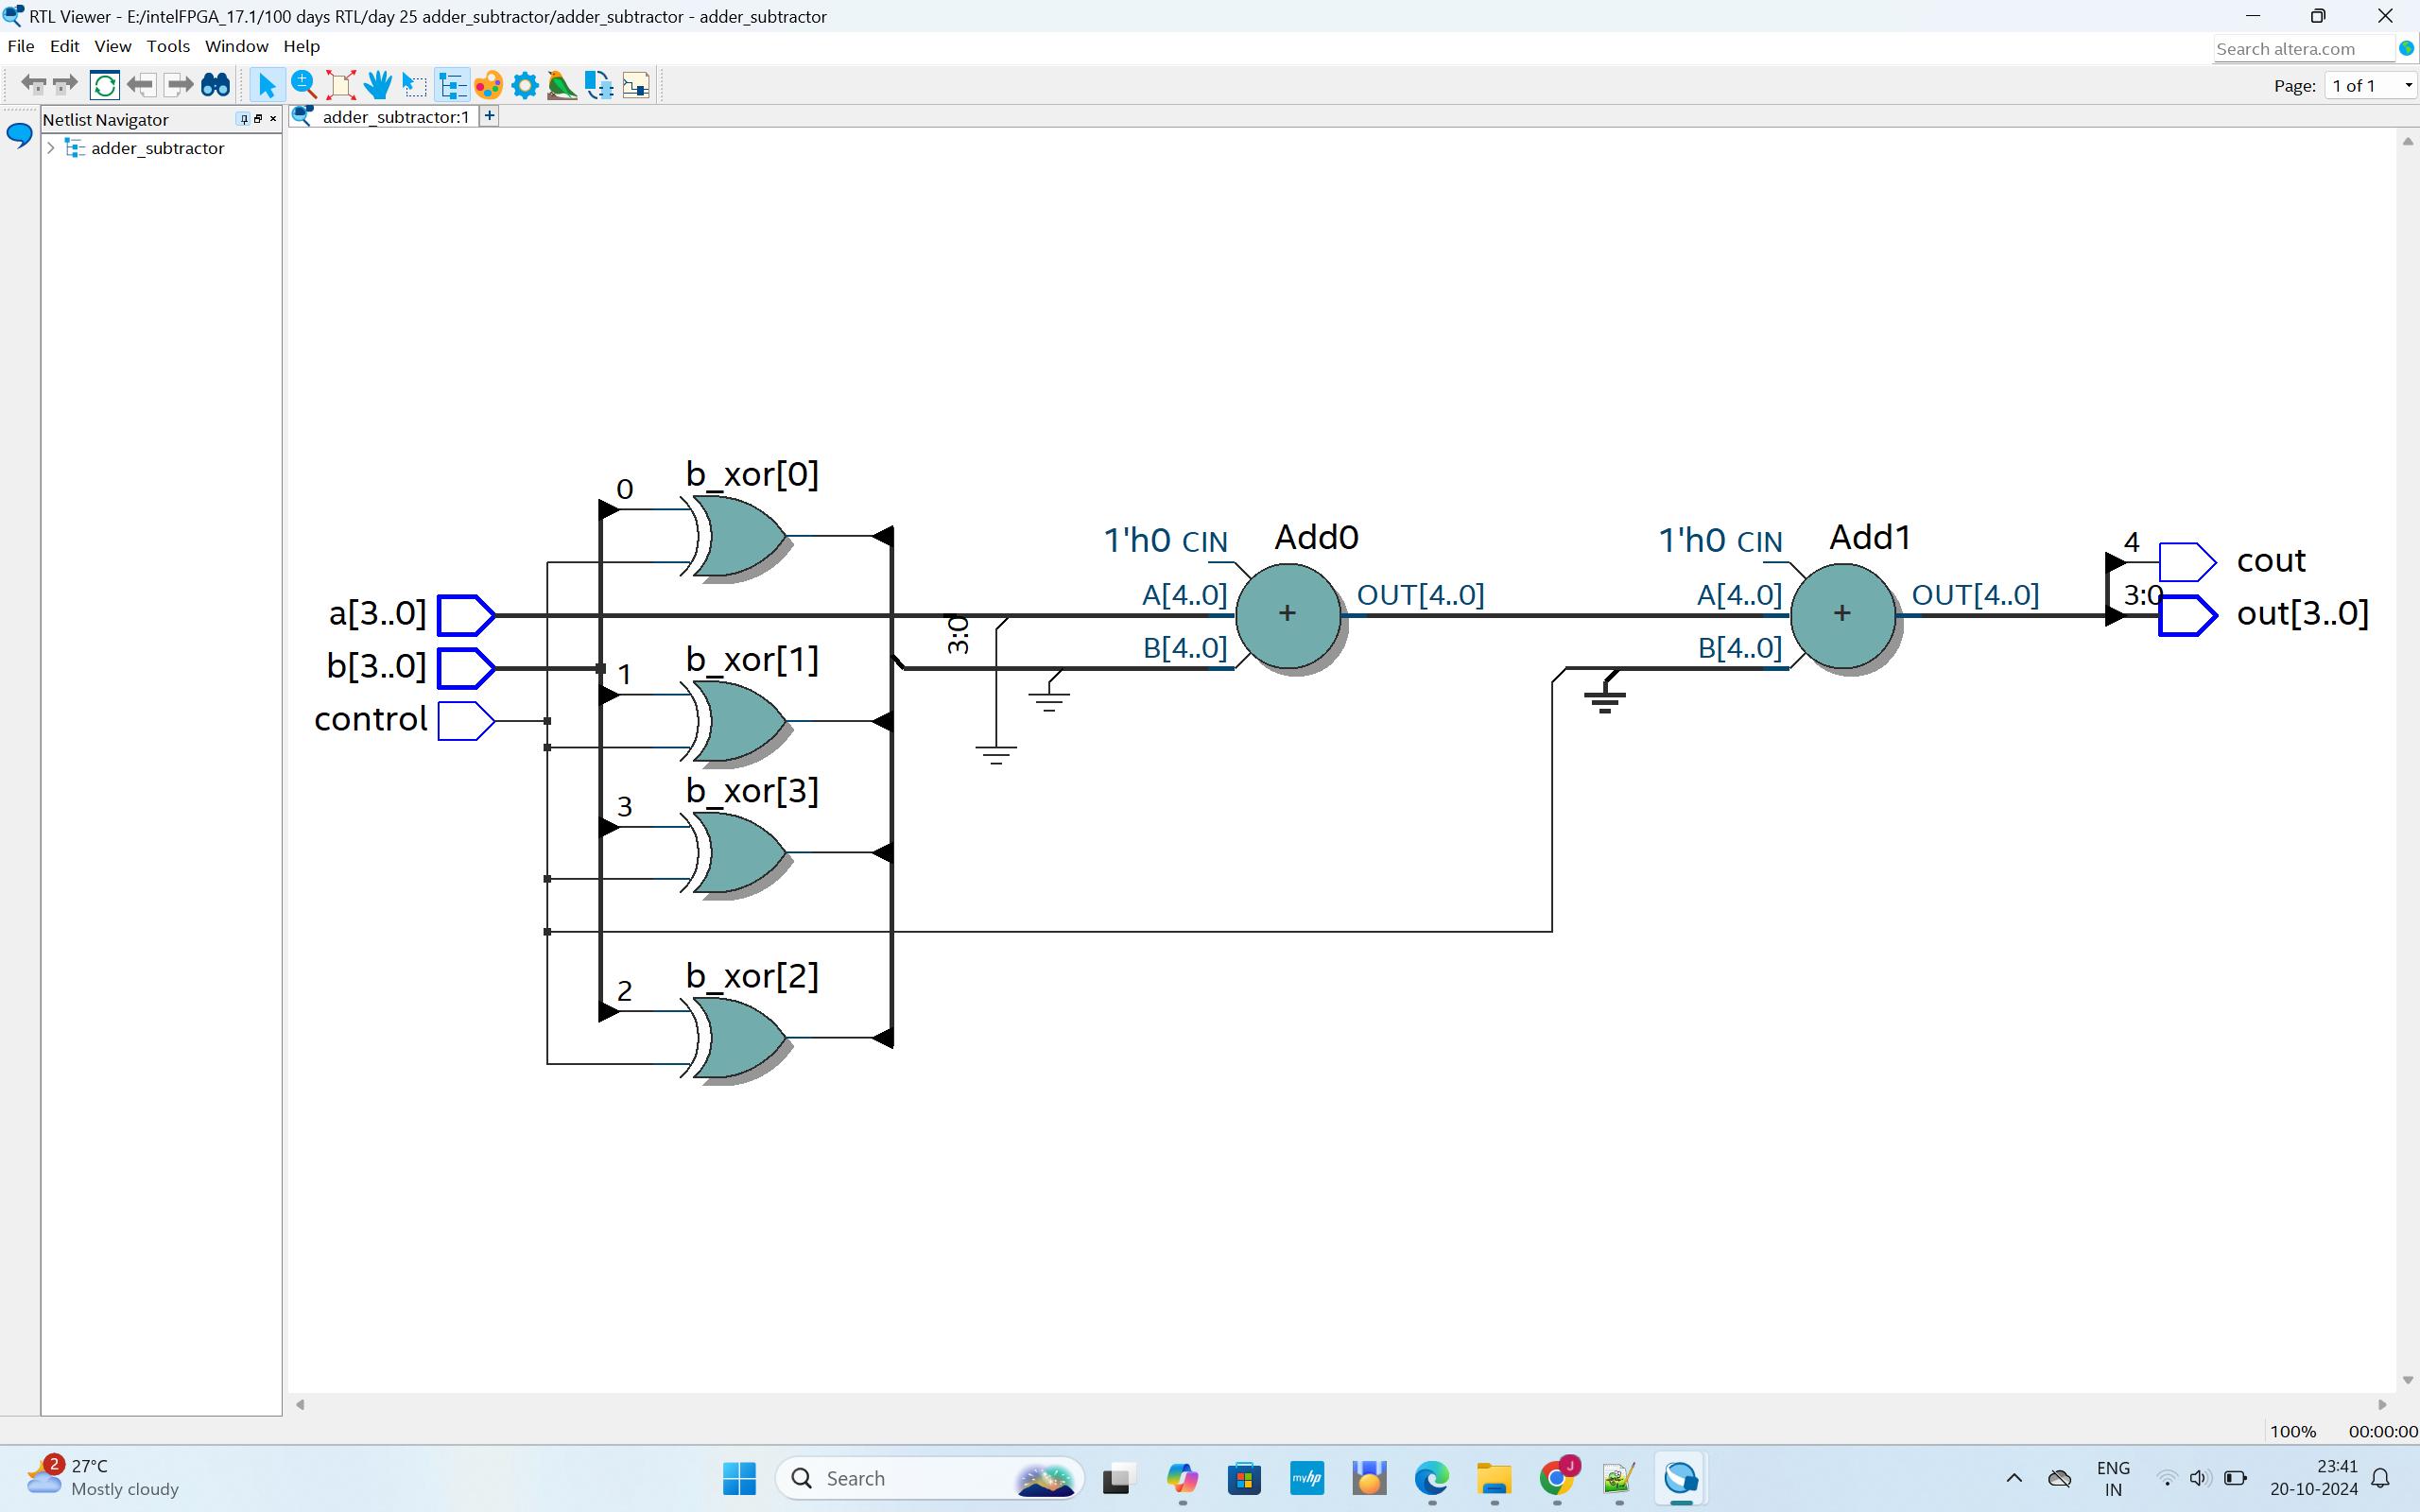 RTL Viewer - E:/intelFPGA_17.1/100 days RTL/day 25 adder_subtractor/adder_subtractor - adder_subtractor
File Edit View Tools Window Help
Search altera.com
Page: 1 of 1
Netlist Navigator
adder_subtractor:1
adder_subtractor
b_xor[0]
0
1'h0 CIN
Add0
1'h0 CIN
Add1
4
cout
a[3..0]
A[4..0]
+
OUT[4..0]
A[4..0]
+
OUT[4..0]
3:0
out[3..0]
3:0
b[3..0]
1
b_xor[1]
B[4..0]
B[4..0]
control
3
b_xor[3]
2
b_xor[2]
100% 00:00:00
2
27°C
Mostly cloudy
Search
myhp
J
ENG
IN
23:41
20-10-2024